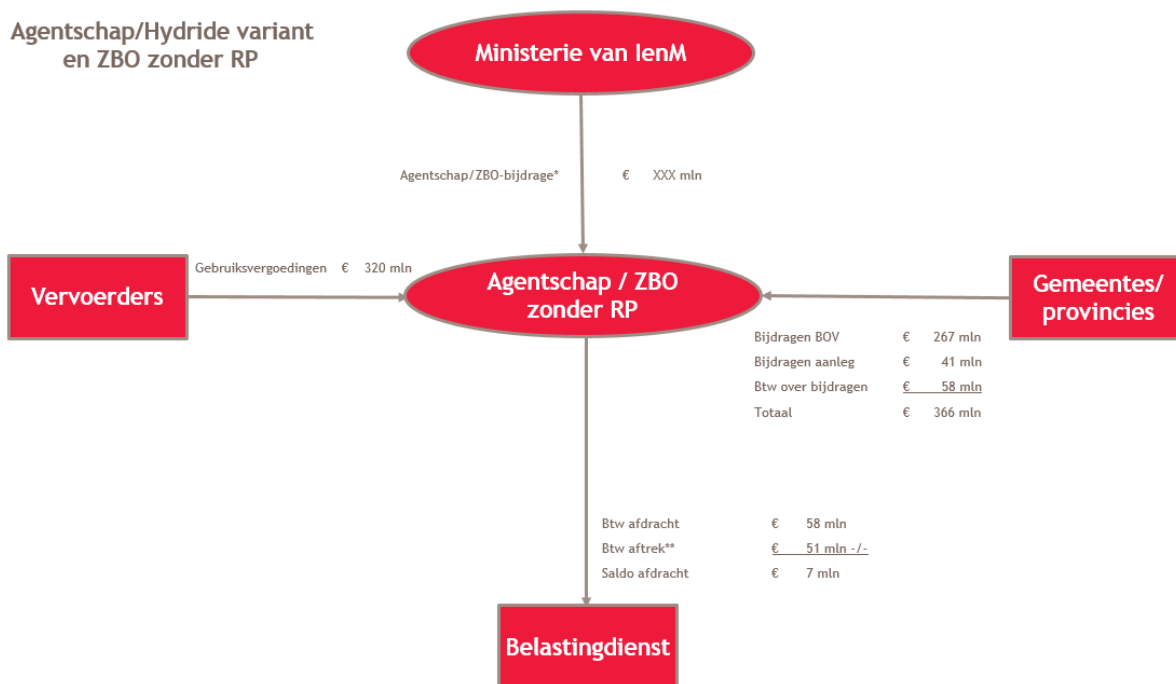 Agentschap/Hydride variant
en ZBO zonder RP
Ministerie van IenM
Agentschap/ZBO-bijdrage* € XXX mln
Vervoerders
Gebruiksvergoedingen € 320 mln
Agentschap / ZBO
zonder RP
Gemeentes/
provincies
Bijdragen BOV € 267 mln
Bijdragen aanleg € 41 mln
Btw over bijdragen € 58 mln
Totaal € 366 mln
Btw afdracht € 58 mln
Btw aftrek** € 51 mln -/-
Saldo afdracht € 7 mln
Belastingdienst